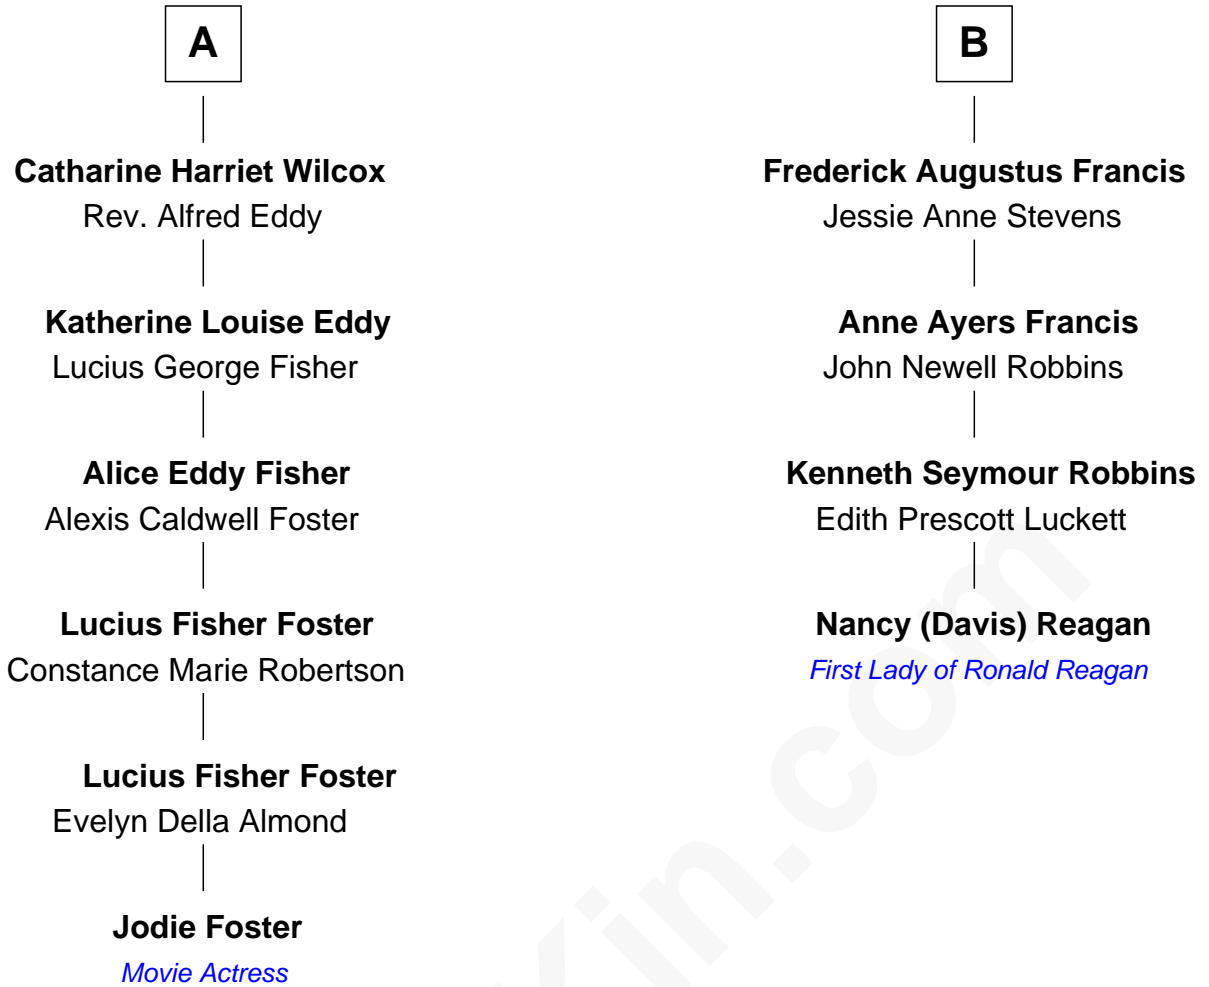 A
Catharine Harriet Wilcox
Rev. Alfred Eddy
Katherine Louise Eddy
Lucius George Fisher
Alice Eddy Fisher
Alexis Caldwell Foster
Lucius Fisher Foster
Constance Marie Robertson
Lucius Fisher Foster
Evelyn Della Almond
Jodie Foster
Movie Actress
B
Frederick Augustus Francis
Jessie Anne Stevens
Anne Ayers Francis
John Newell Robbins
Kenneth Seymour Robbins
Edith Prescott Luckett
Nancy (Davis) Reagan
First Lady of Ronald Reagan
Kin.com